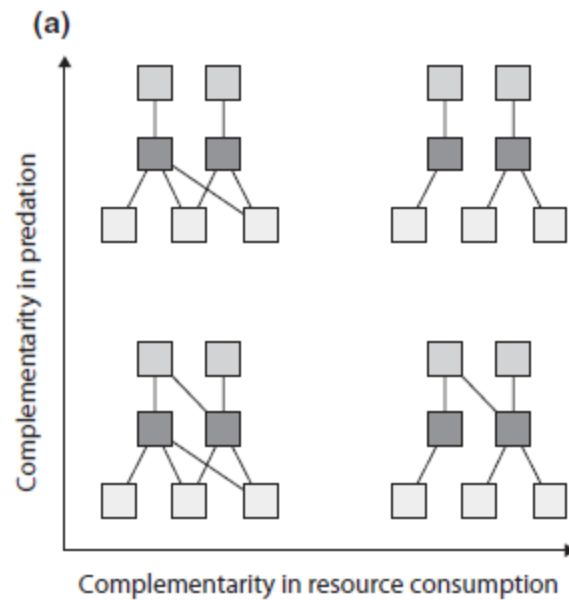 (a)
Complementarity in predation
Complementarity in resource consumption